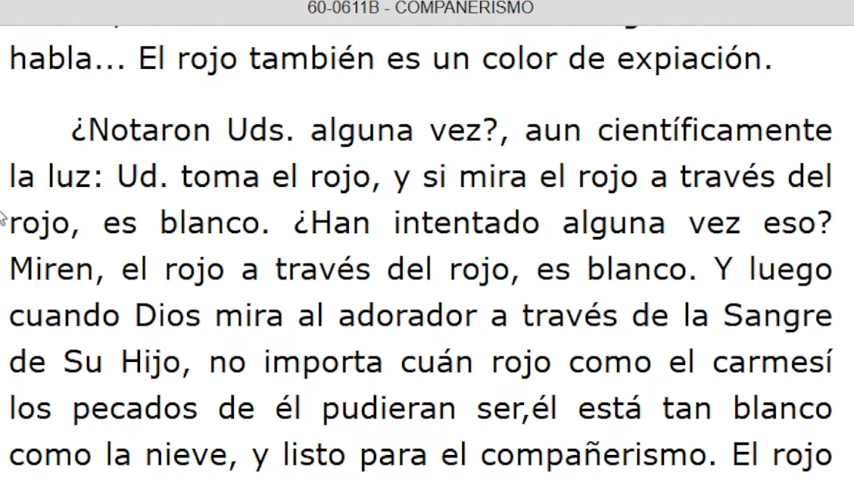 60-0611B - COMPAÑERISMO
habla... El rojo también es un color de expiación.
¿Notaron Uds. alguna vez?, aun científicamente
la luz: Ud. toma el rojo, y si mira el rojo a través del
rojo, es blanco. ¿Han intentado alguna vez eso?
Miren, el rojo a través del rojo, es blanco. Y luego
cuando Dios mira al adorador a través de la Sangre
de Su Hijo, no importa cuán rojo como el carmesí
los pecados de él pudieran ser,él está tan blanco
como la nieve, y listo para el compañerismo. El rojo